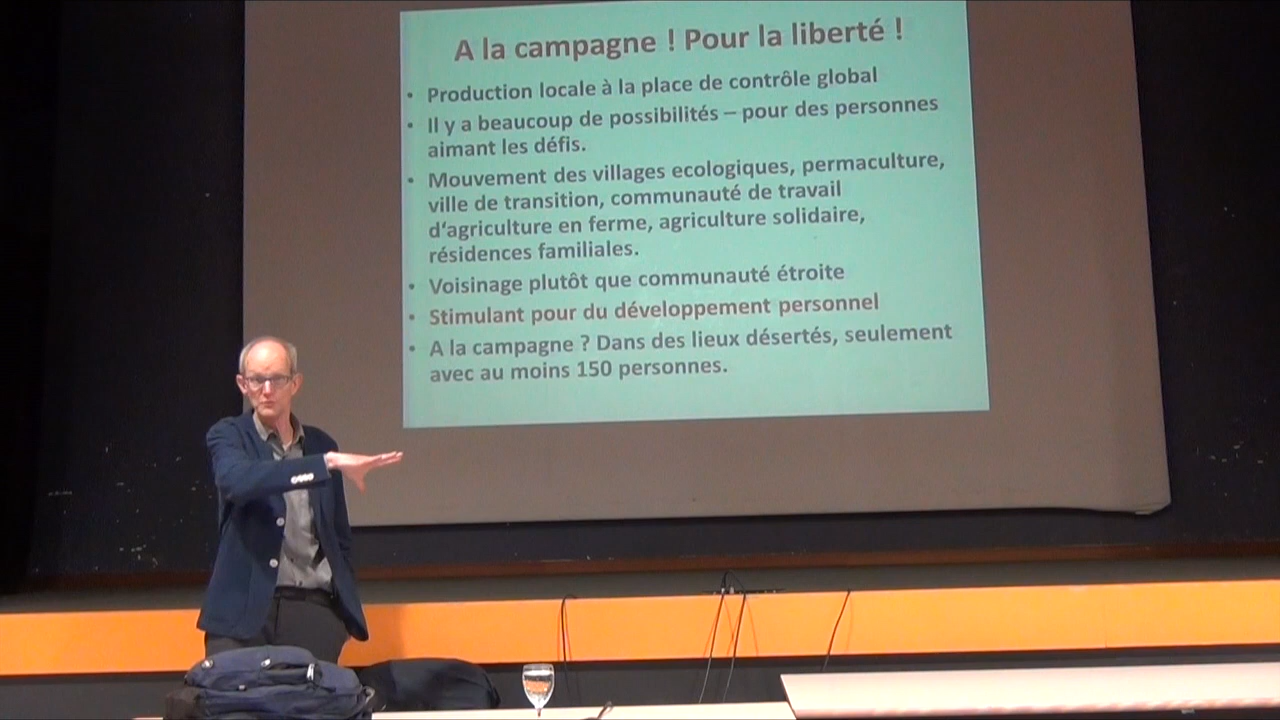 A la campagne ! Pour la liberté !
• Production locale à la place de contrôle global
• Il y a beaucoup de possibilités – pour des personnes
aimant les défis.
• Mouvement des villages ecologiques, permaculture,
ville de transition, communauté de travail
d‘agriculture en ferme, agriculture solidaire,
résidences familiales.
• Voisinage plutôt que communauté étroite
• Stimulant pour du développement personnel
• A la campagne ? Dans des lieux désertés, seulement
avec au moins 150 personnes.